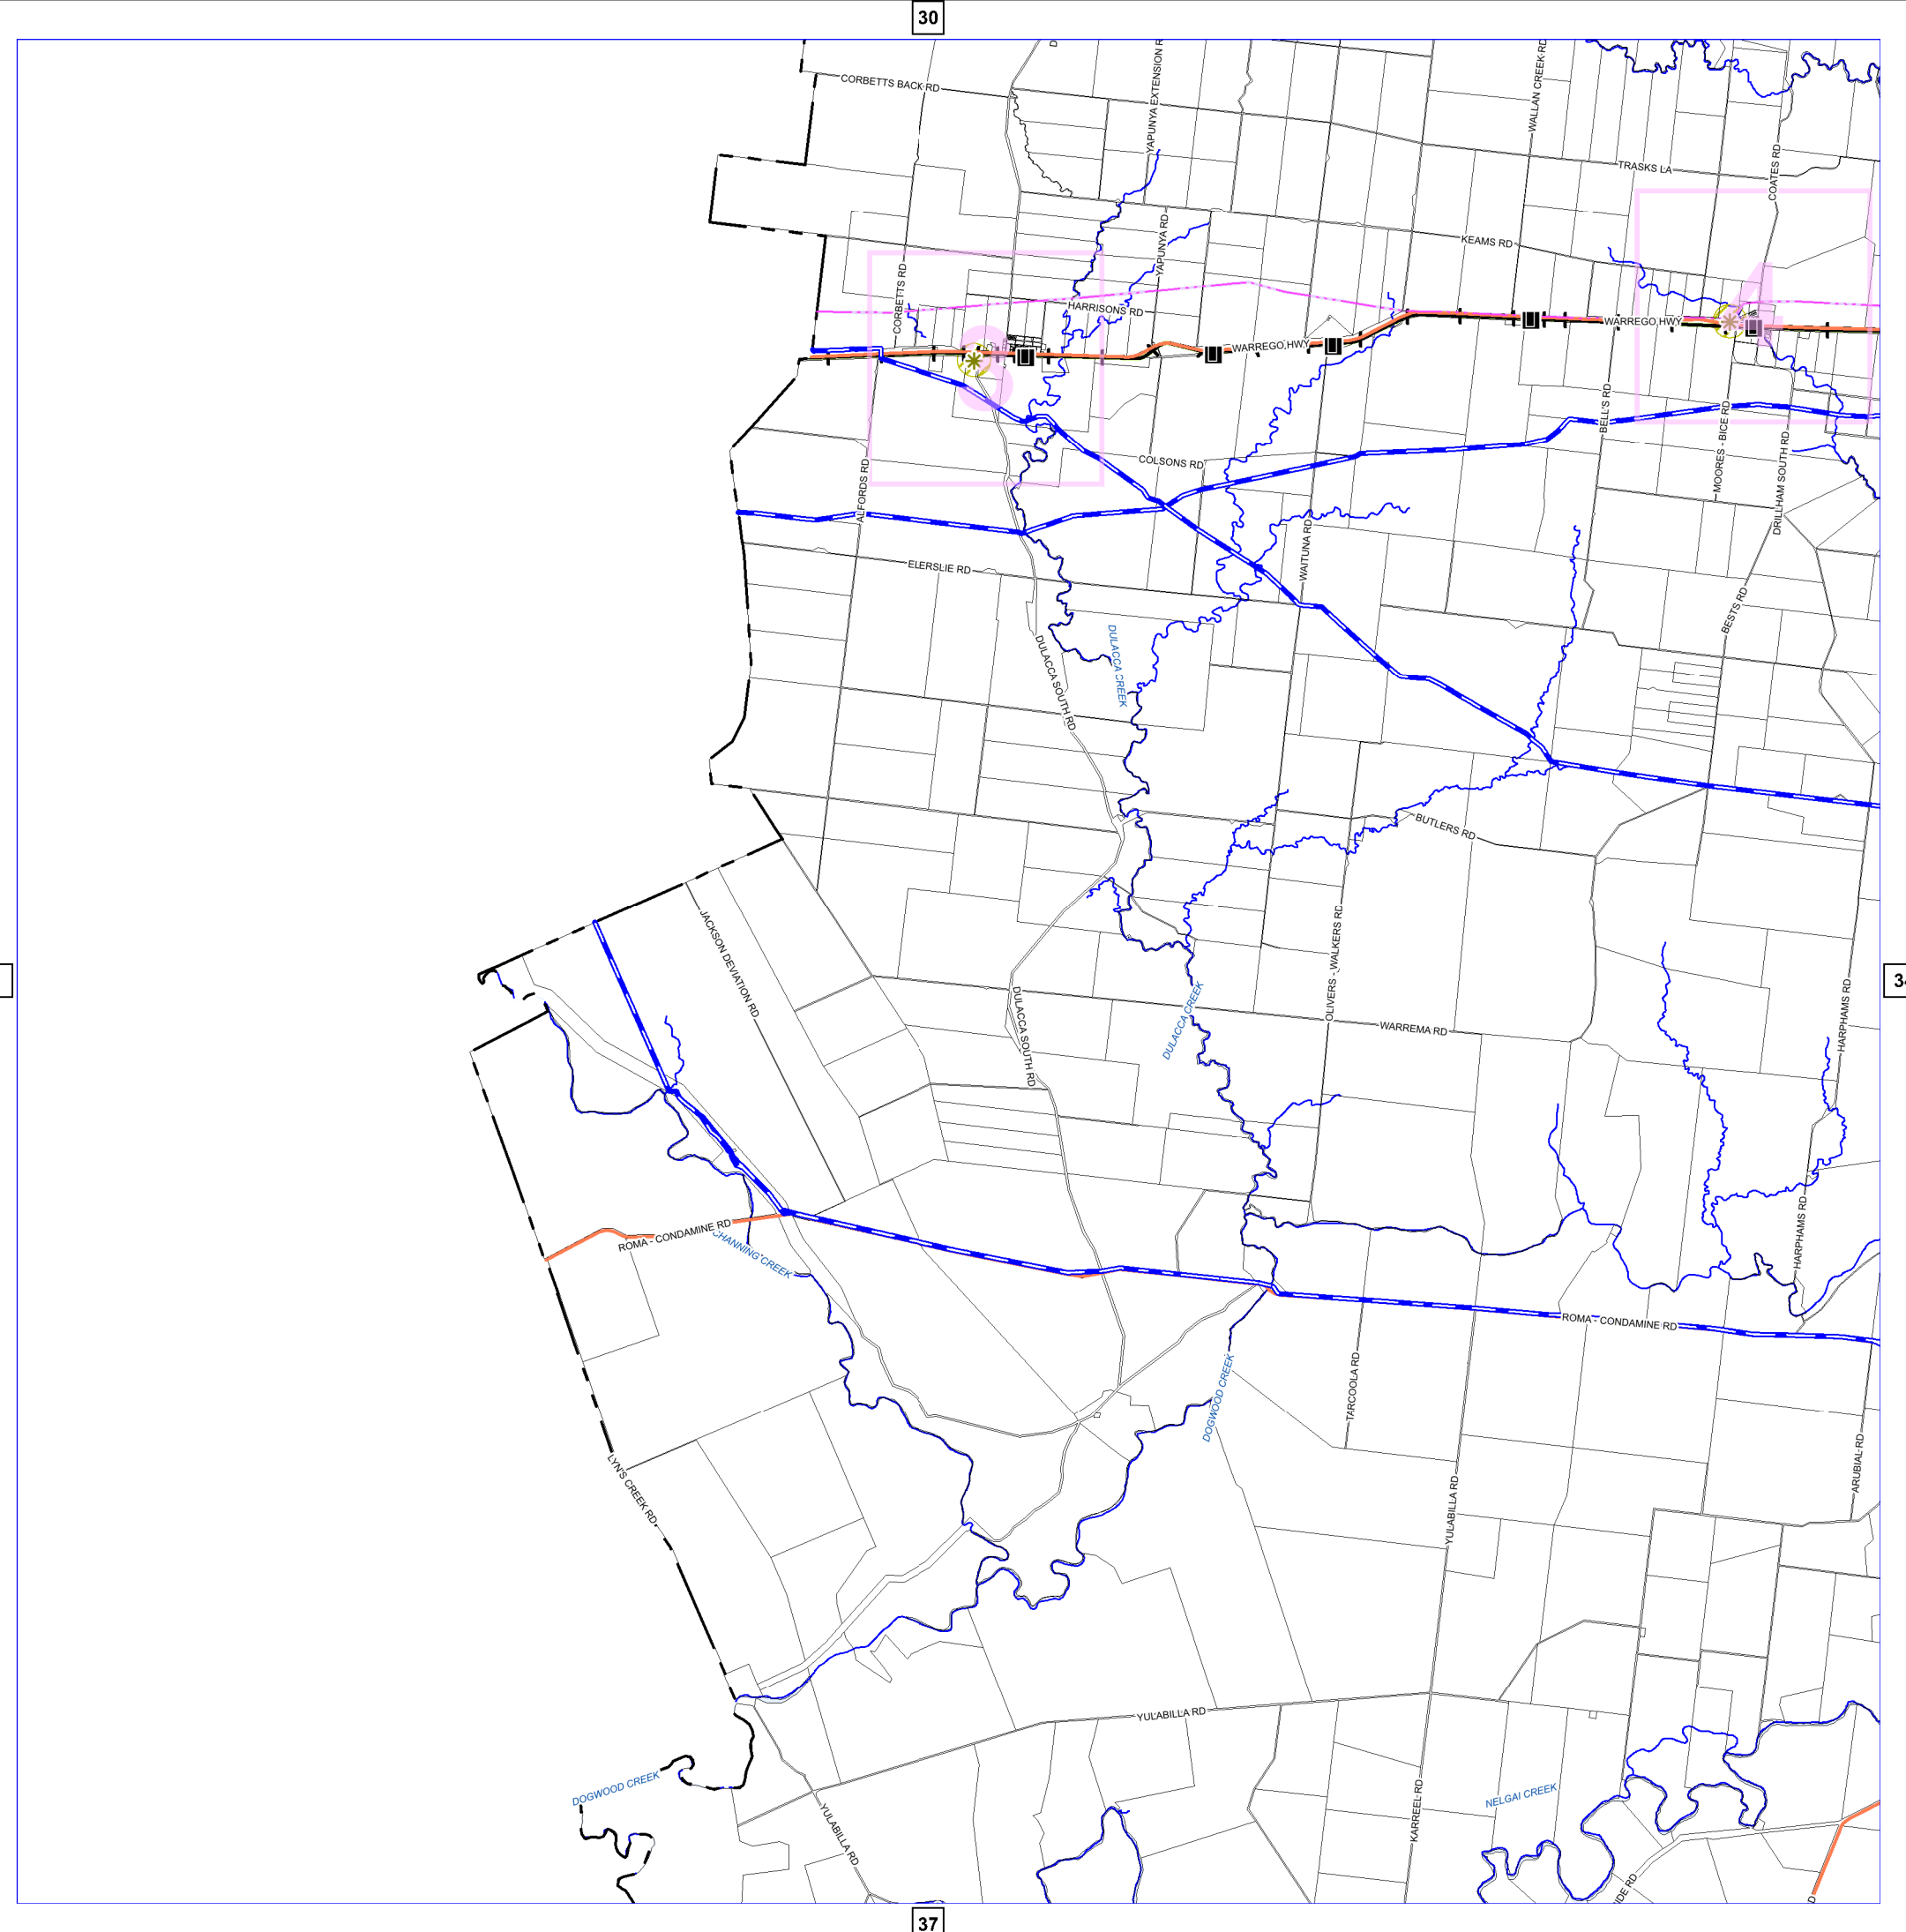 30
CORBETTS BACK RD
YAPUNYA EXTENSION R
WALLAN CREEK RD
TRASKS LA
COATES RD
KEAMS RD
YAPUNYA RD
CORBETTS RD
HARRISONS RD
WARREGO HWY
WARREGO HWY
BELL'S RD
MOORES - BICE RD
DRILLHAM SOUTH RD
COLSONS RD
ALFORDS RD
WAITUNA RD
ELERSLIE RD
BESTS RD
DULACCA CREEK
DULACCA SOUTH RD
BUTLERS RD
JACKSON DEVIATION RD
OLIVERS - WALKERS RD
DULACCA SOUTH RD
DULACCA CREEK
WARREMA RD
HARPHAMS RD
ROMA - CONDAMINE RD
CHANNING CREEK
HARPHAMS RD
ROMA - CONDAMINE RD
DOGWOOD CREEK
TARCOOLA RD
ARUBIAL RD
LYN'S CREEK RD
YULABILLA RD
YULABILLA RD
DOGWOOD CREEK
NELGAI CREEK
KARREEL RD
YULABILLA RD
IDE RD
D
D
37